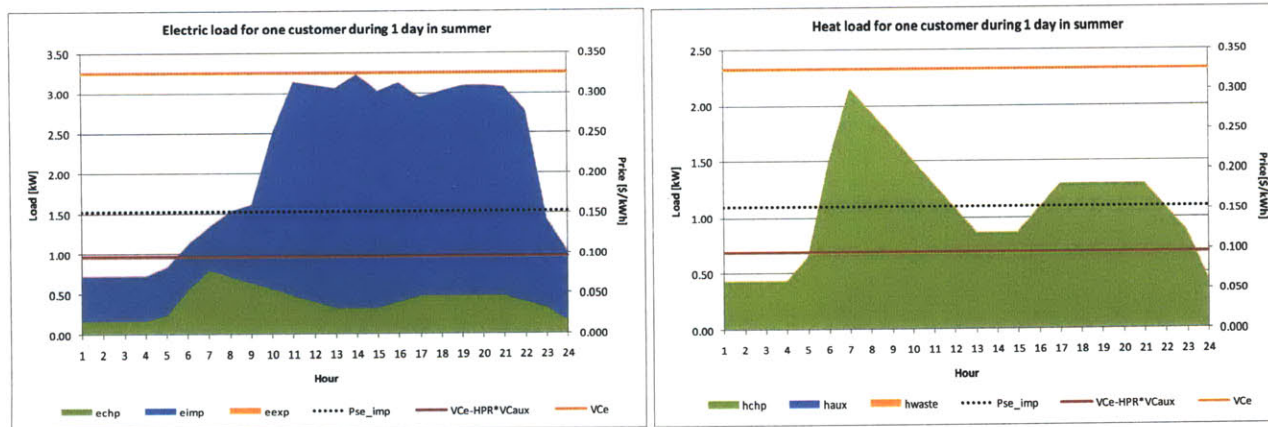 Electric load for one customer during 1 day in summer
3.50
3.00
2.50
2.00
1.50
1.00
0.50
0.00
Load [kW]
0.350
0.300
0.250
0.200
0.150
0.100
0.050
0.000
Price[$/kWh]
1 2 3 4 5 6 7 8 9 10 11 12 13 14 15 16 17 18 19 20 21 22 23 24
Hour
echp eimp eexp Pse_imp VCe-HPR*VCaux VCe
Heat load for one customer during 1 day in summer
2.50
2.00
1.50
1.00
0.50
0.00
Load [kW]
0.350
0.300
0.250
0.200
0.150
0.100
0.050
0.000
Price[$/kWh]
1 2 3 4 5 6 7 8 9 10 11 12 13 14 15 16 17 18 19 20 21 22 23 24
Hour
hchp haux hwaste Pse_imp VCe-HPR*VCaux VCe